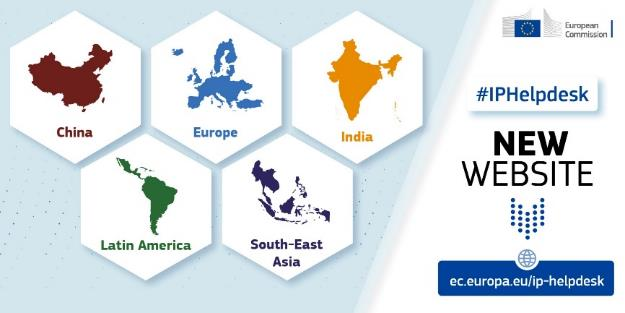 China
Europe
India
Latin America
South-East
Asia
European
Commission
#IPHelpdesk
NEW
WEBSITE
ec.europa.eu/ip-helpdesk